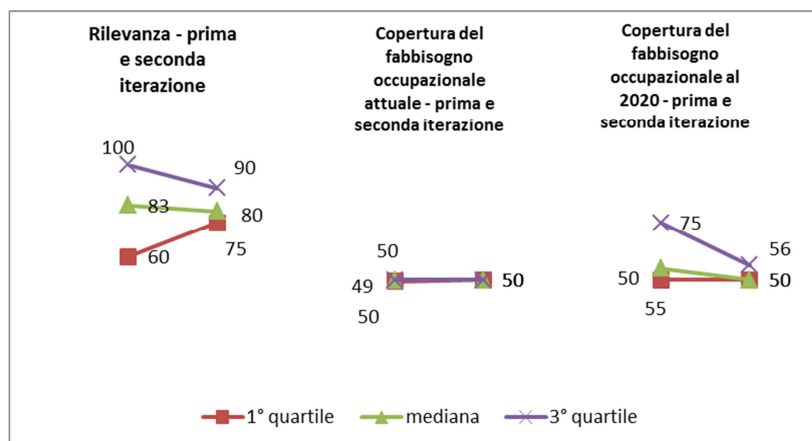 Rilevanza - prima
e seconda
iterazione
Copertura del
fabbisogno
occupazionale
attuale - prima e
seconda iterazione
Copertura del
fabbisogno
occupazionale al
2020 - prima e
seconda iterazione
100
90
83
80
75
60
50
49
50
50
75
56
50
50
55
1° quartile
mediana
3° quartile